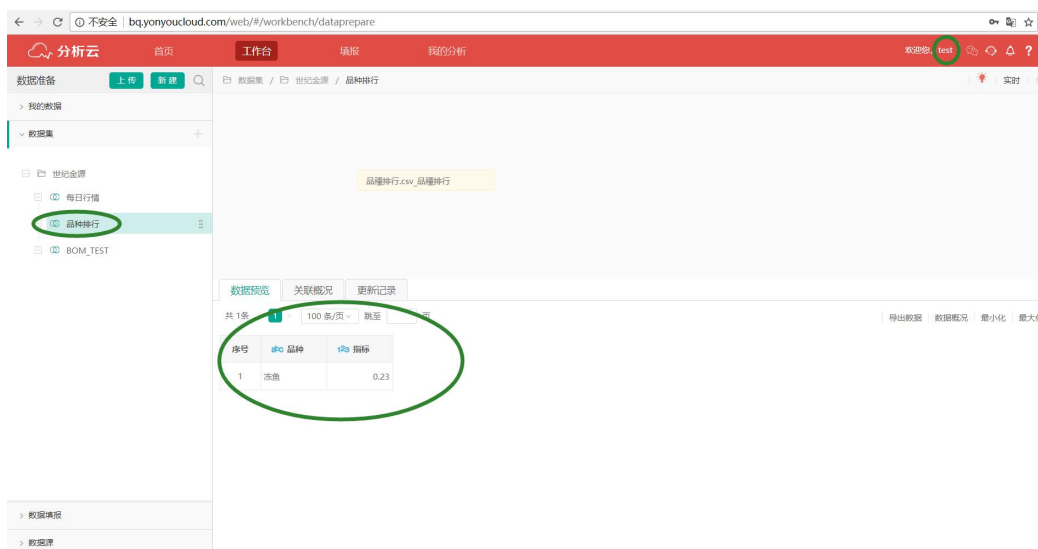 不安全 | bq.yonyoucloud.com/web/#/workbench/dataprepare
分析云 首页 工作台 填报 我的分析 欢迎您, test ?
数据准备 上传 新建 数据集 / 世纪金源 / 品种排行 实时
> 我的数据
数据集 +
世纪金源
品種排行.csv_品種排行
每日行情
品种排行
BOM_TEST
数据预览 关联概况 更新记录
共 1条 1 100 条/页 跳至 页 导出数据 数据概况 最小化
序号 abc 品种 123 指标
1 冻鱼 0.23
> 数据填报
> 数据源